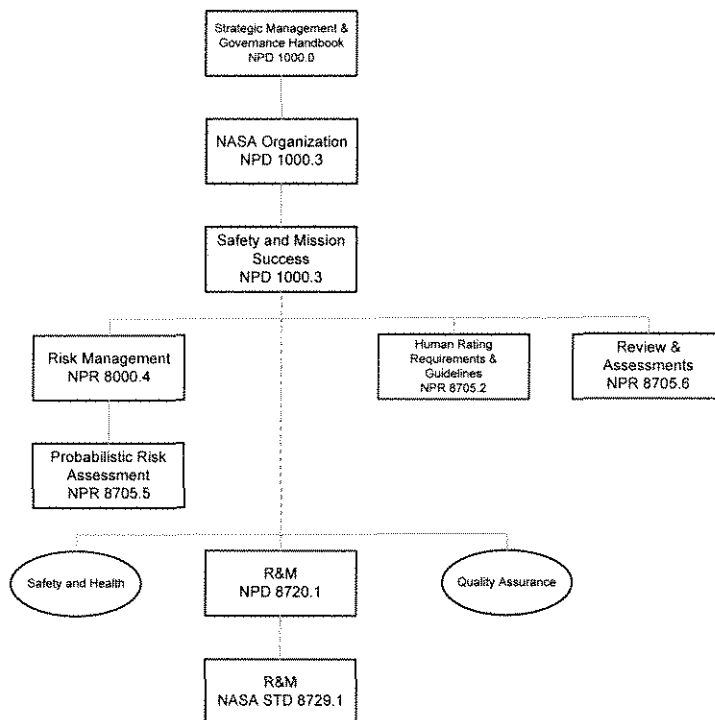 Strategic Management &
Governance Handbook
NPD 1000.0
NASA Organization
NPD 1000.3
Safety and Mission
Success
NPD 1000.3
Risk Management
NPR 8000.4
Human Rating
Requirements &
Guidelines
NPR 8705.2
Review &
Assessments
NPR 8705.6
Probabilistic Risk
Assessment
NPR 8705.5
Safety and Health
R&M
NPD 8720.1
Quality Assurance
R&M
NASA STD 8729.1